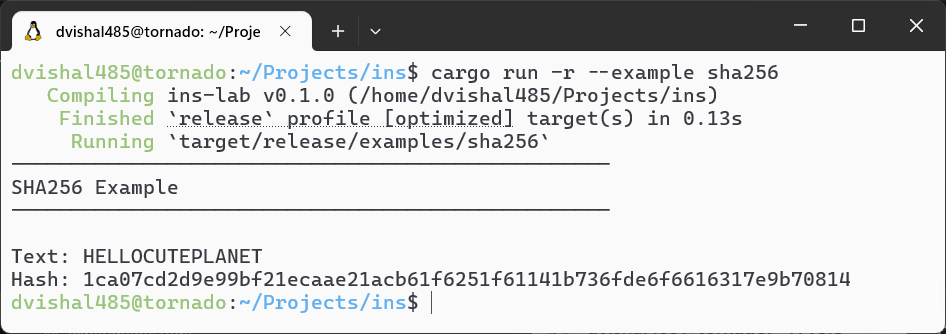 dvishal485@tornado: ~/Proje
dvishal485@tornado:~/Projects/ins$ cargo run -r --example sha256
Compiling ins-lab v0.1.0 (/home/dvishal485/Projects/ins)
Finished `release` profile [optimized] target(s) in 0.13s
Running `target/release/examples/sha256`
SHA256 Example
Text: HELLOCUTEPLANET
Hash: 1ca07cd2d9e99bf21ecaae21acb61f6251f61141b736fde6f6616317e9b70814
dvishal485@tornado:~/Projects/ins$